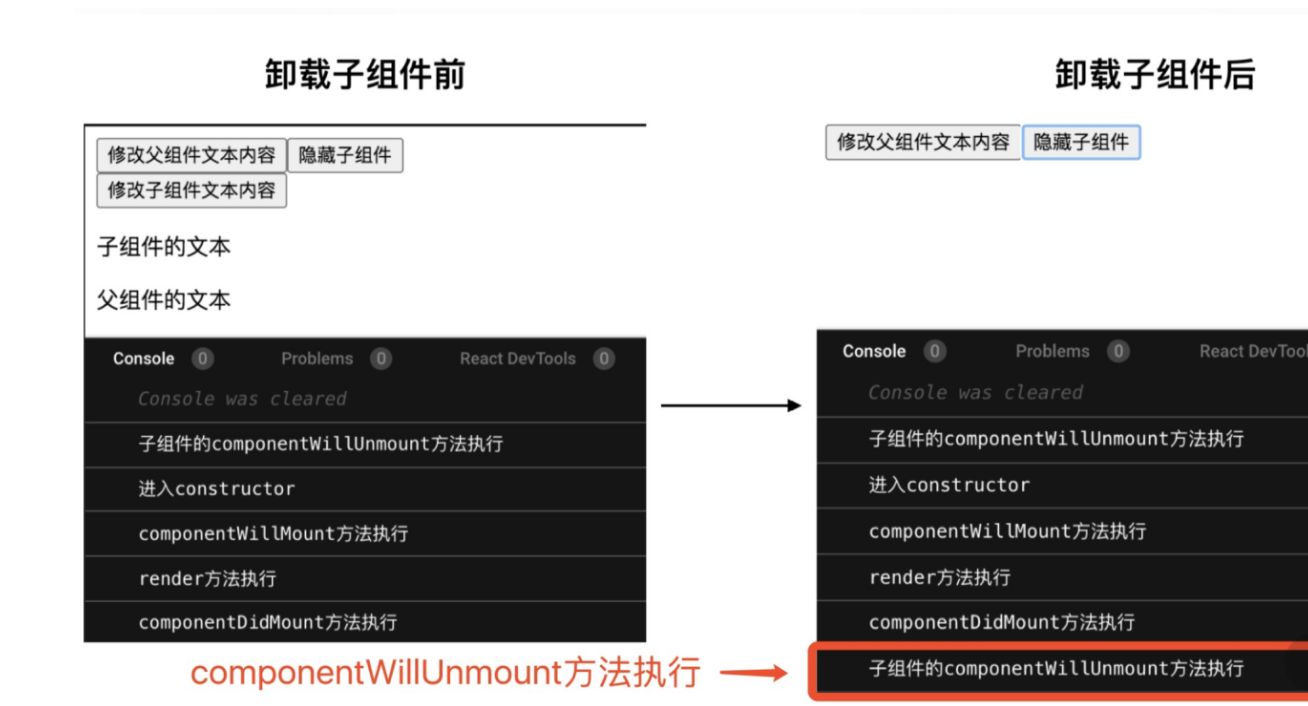 卸载子组件前
修改父组件文本内容 隐藏子组件
修改子组件文本内容
子组件的文本
父组件的文本
Console 0 Problems 0 React DevTools 0
Console was cleared
子组件的componentWillUnmount方法执行
进入constructor
componentWillMount方法执行
render方法执行
componentDidMount方法执行
componentWillUnmount方法执行
卸载子组件后
修改父组件文本内容 隐藏子组件
Console 0 Problems 0 React DevTool
Console was cleared
子组件的componentWillUnmount方法执行
进入constructor
componentWillMount方法执行
render方法执行
componentDidMount方法执行
子组件的componentWillUnmount方法执行